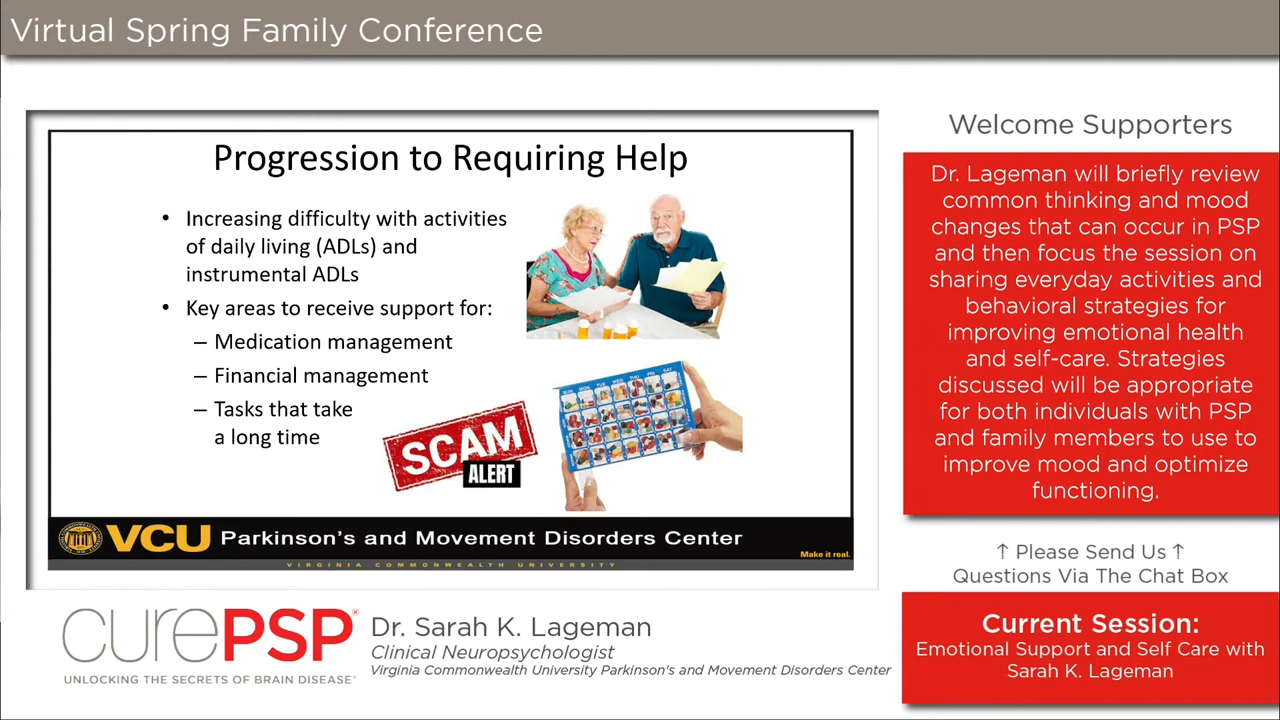 Virtual Spring Family Conference
Progression to Requiring Help
• Increasing difficulty with activities
of daily living (ADLs) and
instrumental ADLs
• Key areas to receive support for:
– Medication management
– Financial management
– Tasks that take
a long time
SCAM
ALERT
SUN MON TUE WED THU FRI SAT
VCU Parkinson's and Movement Disorders Center
Make it real.
VIRGINIA COMMONWEALTH UNIVERSITY
curePSP®
UNLOCKING THE SECRETS OF BRAIN DISEASE®
Dr. Sarah K. Lageman
Clinical Neuropsychologist
Virginia Commonwealth University Parkinson's and Movement Disorders Center
Welcome Supporters
Dr. Lageman will briefly review
common thinking and mood
changes that can occur in PSP
and then focus the session on
sharing everyday activities and
behavioral strategies for
improving emotional health
and self-care. Strategies
discussed will be appropriate
for both individuals with PSP
and family members to use to
improve mood and optimize
functioning.
↑ Please Send Us ↑
Questions Via The Chat Box
Current Session:
Emotional Support and Self Care with
Sarah K. Lageman